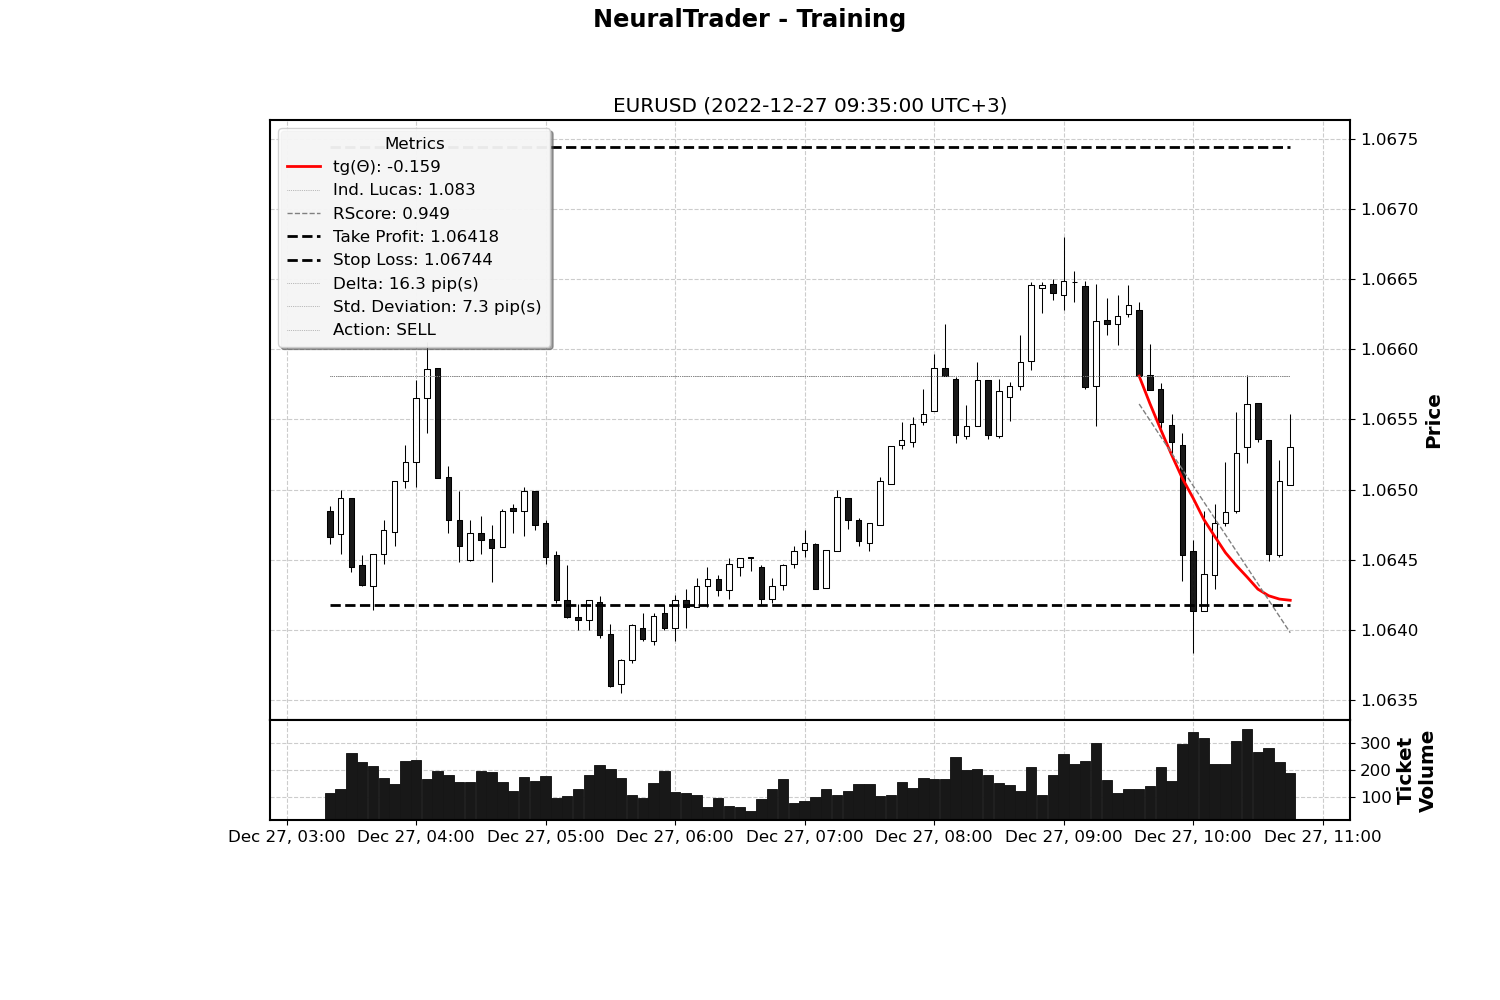 NeuralTrader - Training
EURUSD (2022-12-27 09:35:00 UTC+3)
Metrics
tg(Θ): -0.159
Ind. Lucas: 1.083
RScore: 0.949
Take Profit: 1.06418
Stop Loss: 1.06744
Delta: 16.3 pip(s)
Std. Deviation: 7.3 pip(s)
Action: SELL
1.0675
1.0670
1.0665
1.0660
1.0655
1.0650
1.0645
1.0640
1.0635
Price
300
200
100
Ticket
Volume
Dec 27, 03:00
Dec 27, 04:00
Dec 27, 05:00
Dec 27, 06:00
Dec 27, 07:00
Dec 27, 08:00
Dec 27, 09:00
Dec 27, 10:00
Dec 27, 11:00